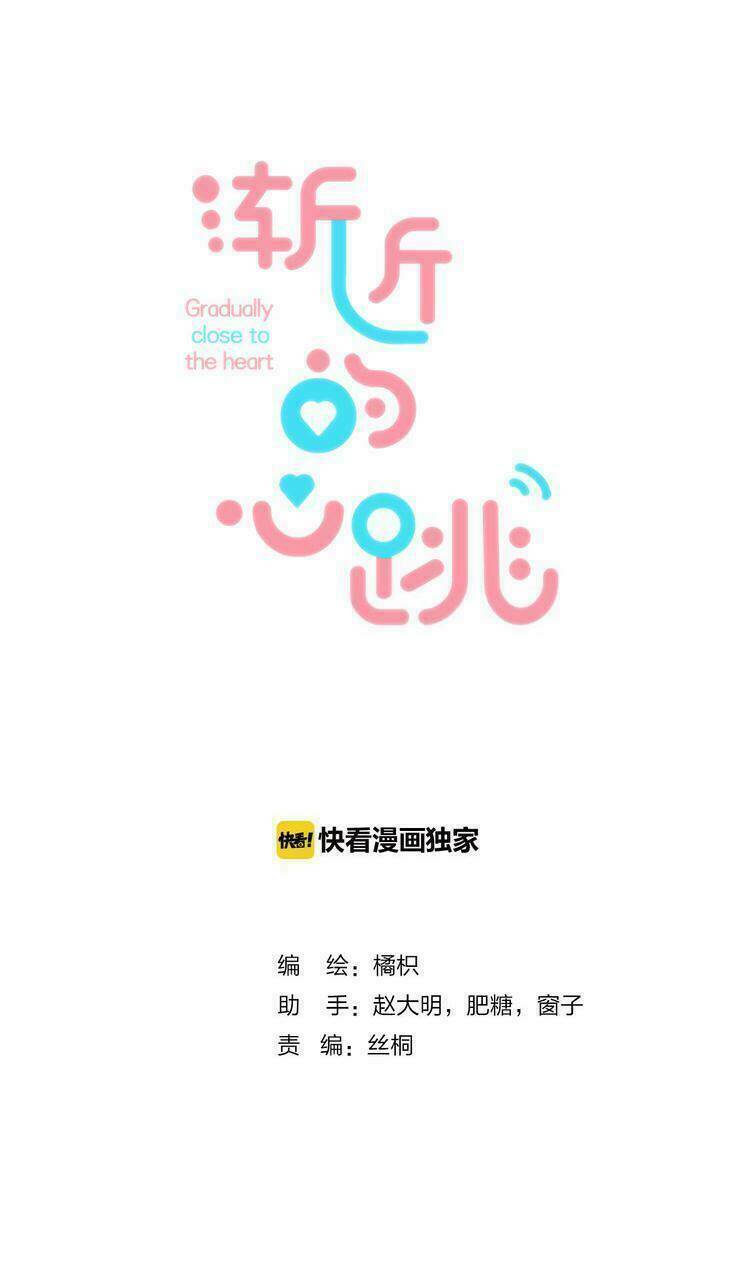 渐近
Gradually
close to
the heart
的
心跳
快看! 快看漫画独家
编 绘：橘枳
助 手：赵大明，肥糖，窗子
责 编：丝桐